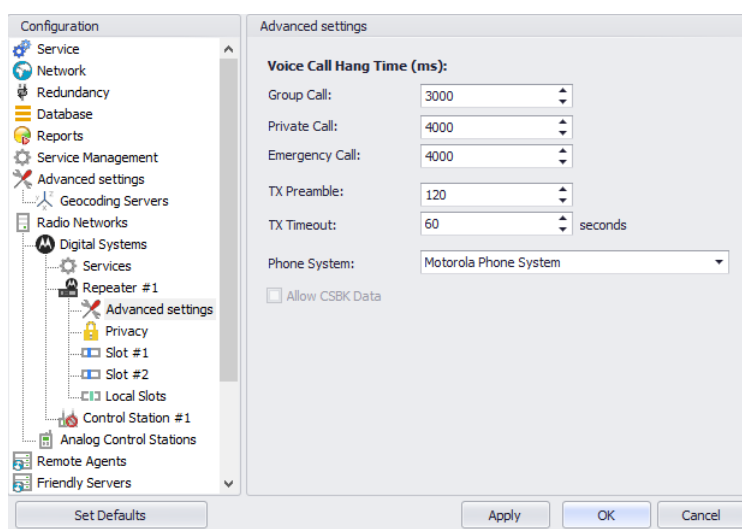 Configuration
Service
Network
Redundancy
Database
Reports
Service Management
Advanced settings
Geocoding Servers
Radio Networks
Digital Systems
Services
Repeater #1
Advanced settings
Privacy
Slot #1
Slot #2
Local Slots
Control Station #1
Analog Control Stations
Remote Agents
Friendly Servers
Set Defaults
Advanced settings
Voice Call Hang Time (ms):
Group Call: 3000
Private Call: 4000
Emergency Call: 4000
TX Preamble: 120
TX Timeout: 60 seconds
Phone System: Motorola Phone System
Allow CSBK Data
Apply OK Cancel